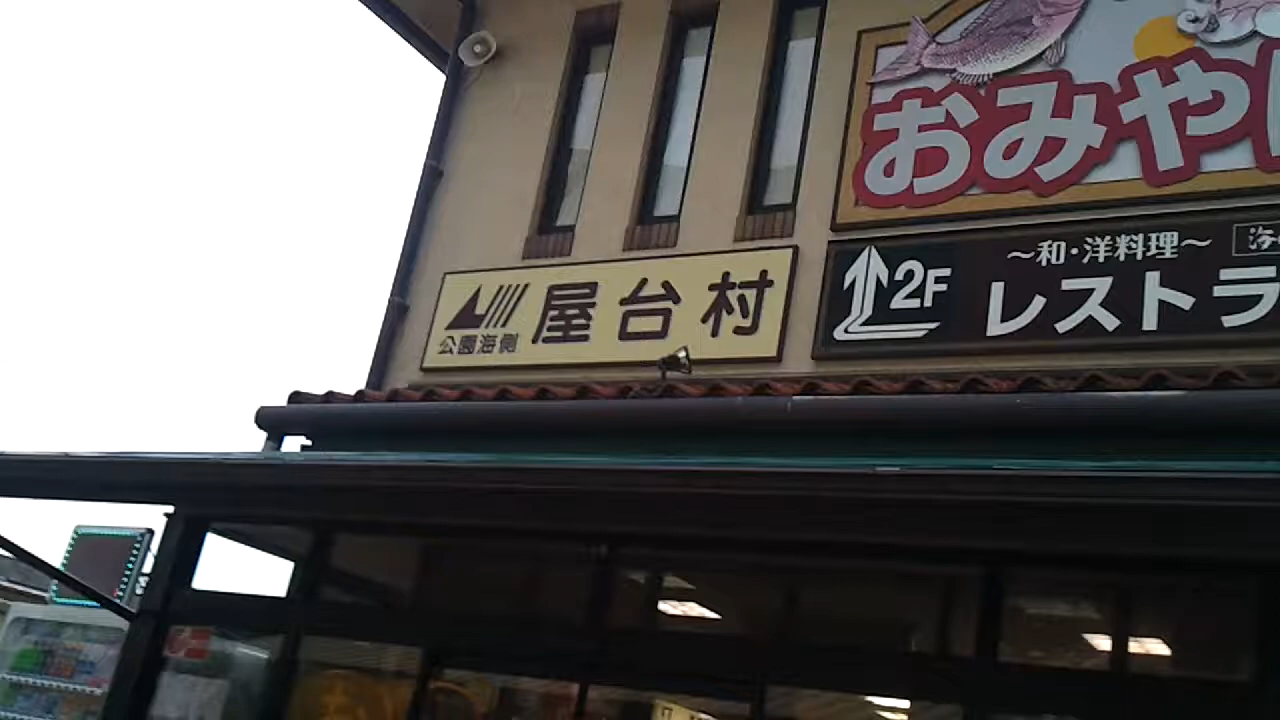 おみや
～和・洋料理～
2F
レストラ
屋台村
公園海側